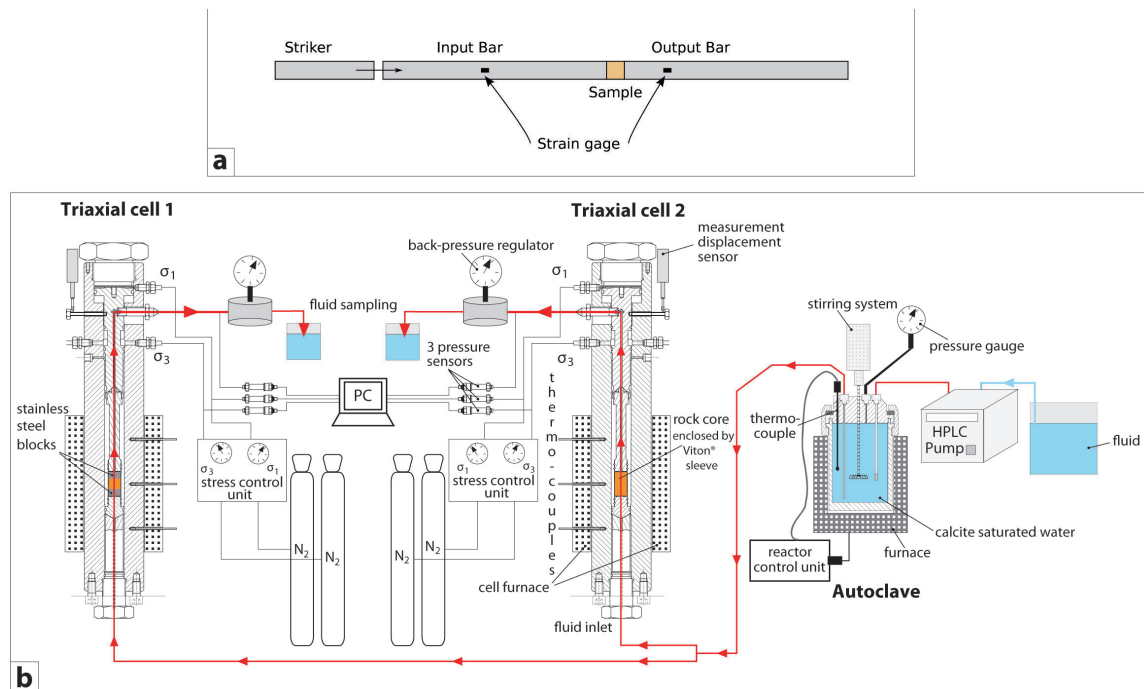 Striker
Input Bar
Output Bar
Sample
Strain gage
a
Triaxial cell 1
Triaxial cell 2
measurement
displacement
sensor
back-pressure regulator
σ1
σ1
stirring system
fluid sampling
pressure gauge
σ3
σ3
3 pressure
sensors
PC
thermo-couples
stainless
steel
blocks
rock core
enclosed by
Viton®
sleeve
thermo-
couple
HPLC
Pump
fluid
σ3
σ1
stress control
unit
σ1
σ3
stress control
unit
calcite saturated water
furnace
N2
N2
N2
N2
reactor
control unit
cell furnace
Autoclave
fluid inlet
b